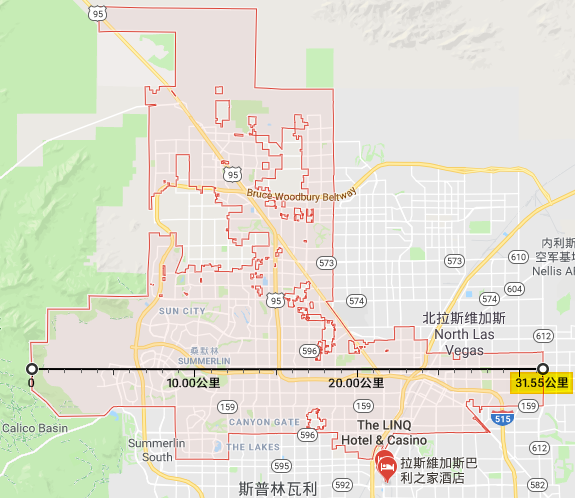 95
95
Bruce Woodbury Beltway
573
573
610
內利斯
空軍基地
Nellis A
604
95
574
574
SUN CITY
北拉斯維加斯
North Las
Vegas
612
桑默林
SUMMERLIN
596
0
10.00公里
20.00公里
31.55公里
159
159
159
515
Calico Basin
CANYON GATE
The LINQ
Hotel & Casino
596
Summerlin
South
THE LAKES
612
拉斯維加斯巴
利之家酒店
595
592
斯普林瓦利
582